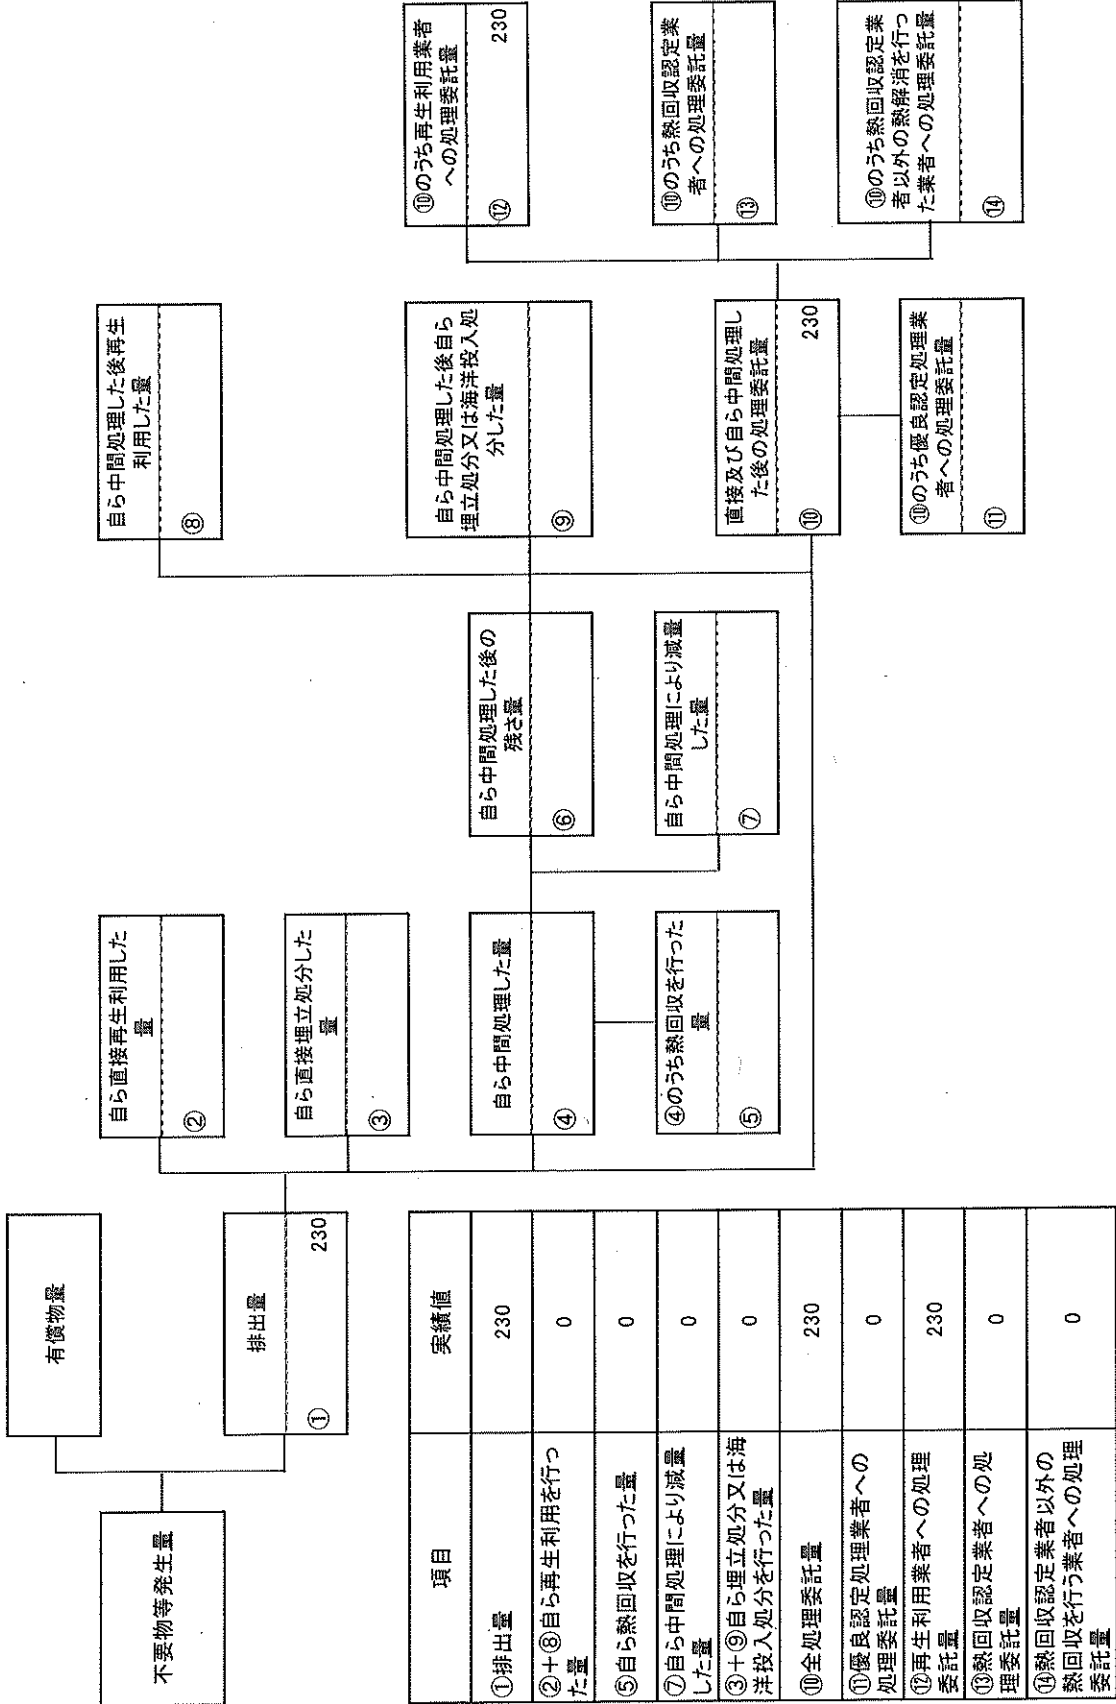 不要物等発生量
有償物量
排出量
①
230
自ら直接再生利用した
量
②
自ら直接埋立処分した
量
③
自ら中間処理した量
④
④のうち熱回収を行った
量
⑤
自ら中間処理した後の
残さ量
⑥
自ら中間処理により減量
した量
⑦
自ら中間処理した後再生
利用した量
⑧
自ら中間処理した後自ら
埋立処分又は海洋投入処
分した量
⑨
直接及び自ら中間処理し
た後の処理委託量
⑩
230
⑩のうち優良認定処理業
者への処理委託量
⑪
⑩のうち再生利用業者
への処理委託量
⑫
230
⑩のうち熱回収認定業
者への処理委託量
⑬
⑩のうち熱回収認定業
者以外の熱解消を行っ
た業者への処理委託量
⑭
項目
実績値
①排出量
230
②＋⑧自ら再生利用を行っ
た量
0
⑤自ら熱回収を行った量
0
⑦自ら中間処理により減量
した量
0
③＋⑨自ら埋立処分又は海
洋投入処分を行った量
0
⑩全処理委託量
230
⑪優良認定処理業者への
処理委託量
0
⑫再生利用業者への処理
委託量
230
⑬熱回収認定業者への処
理委託量
0
⑭熱回収認定業者以外の
熱回収を行う業者への処理
委託量
0